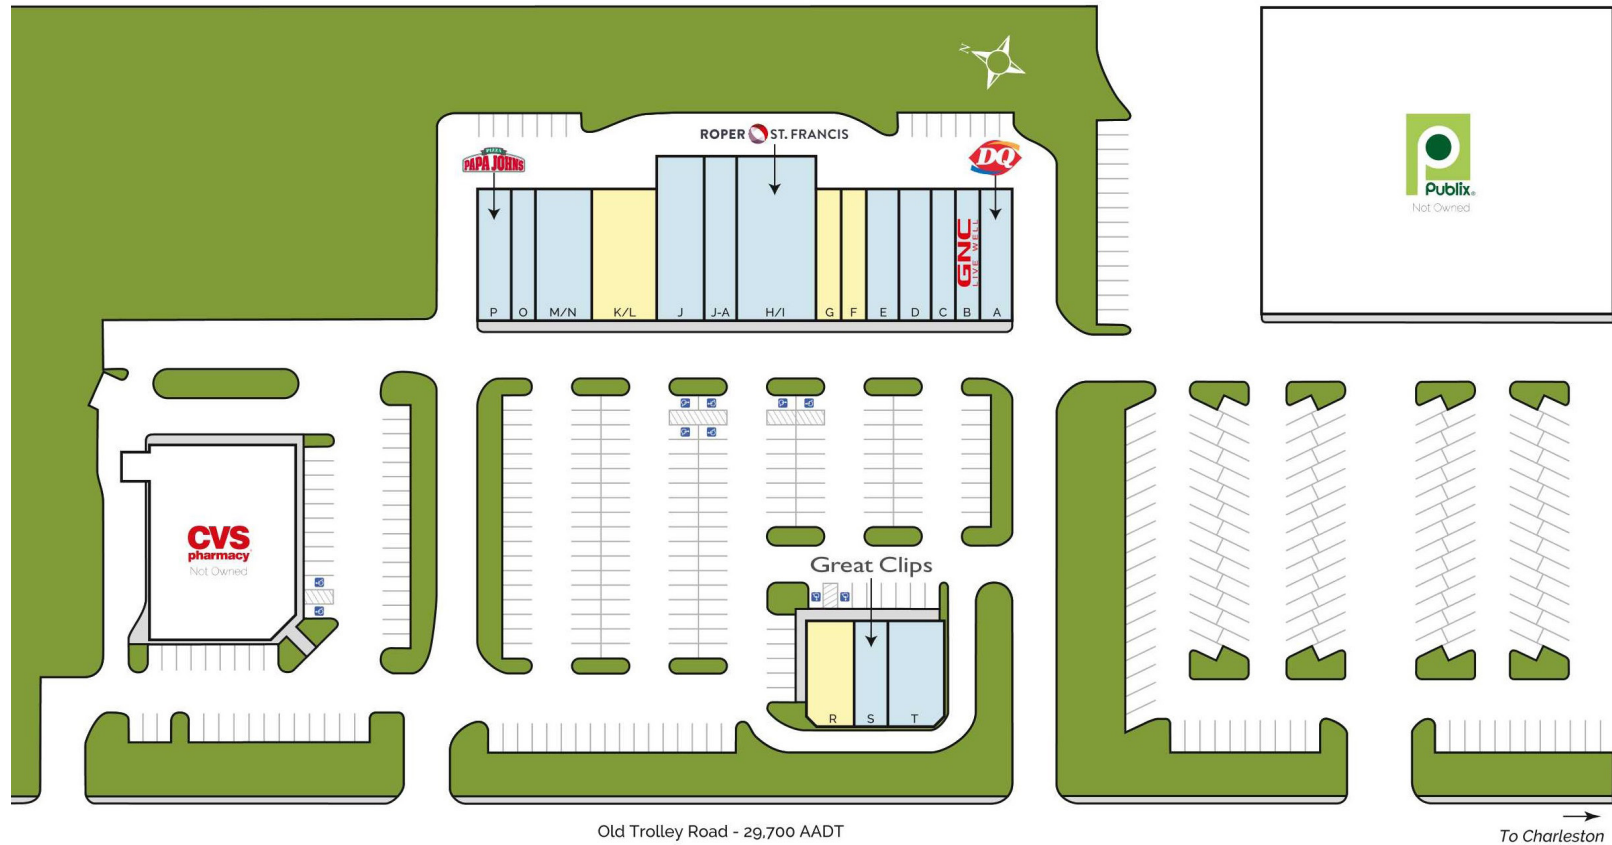 N
ROPER ST. FRANCIS
PIZZA
PAPA JOHNS
DQ
Publix.
Not Owned
GNC
LIVE WELL
P O M/N K/L J J-A H/I G F E D C B A
CVS
pharmacy
Not Owned
Great Clips
R S T
Old Trolley Road - 29,700 AADT
To Charleston